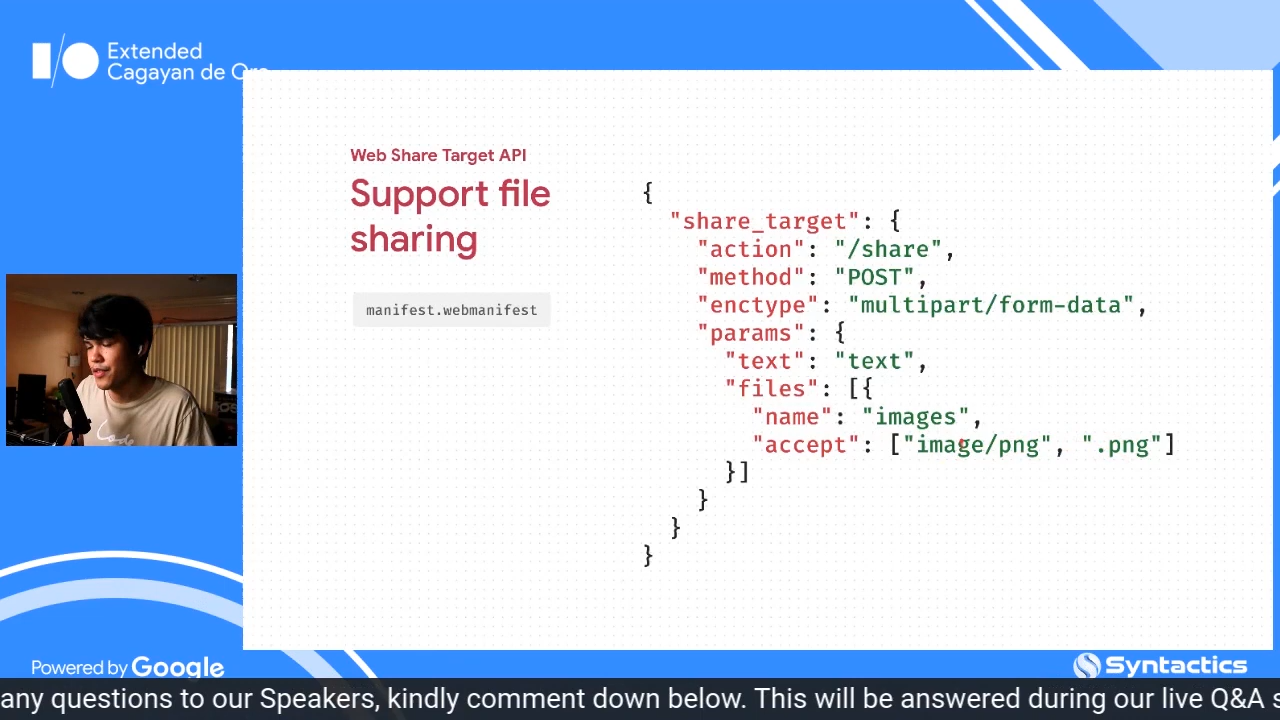 Extended
Cagayan de Oro
Web Share Target API
Support file
sharing
manifest.webmanifest
{
"share_target": {
"action": "/share",
"method": "POST",
"enctype": "multipart/form-data",
"params": {
"text": "text",
"files": [{
"name": "images",
"accept": ["image/png", ".png"]
}]
}
}
}
Powered by Google
Syntactics
any questions to our Speakers, kindly comment down below. This will be answered during our live Q&A s